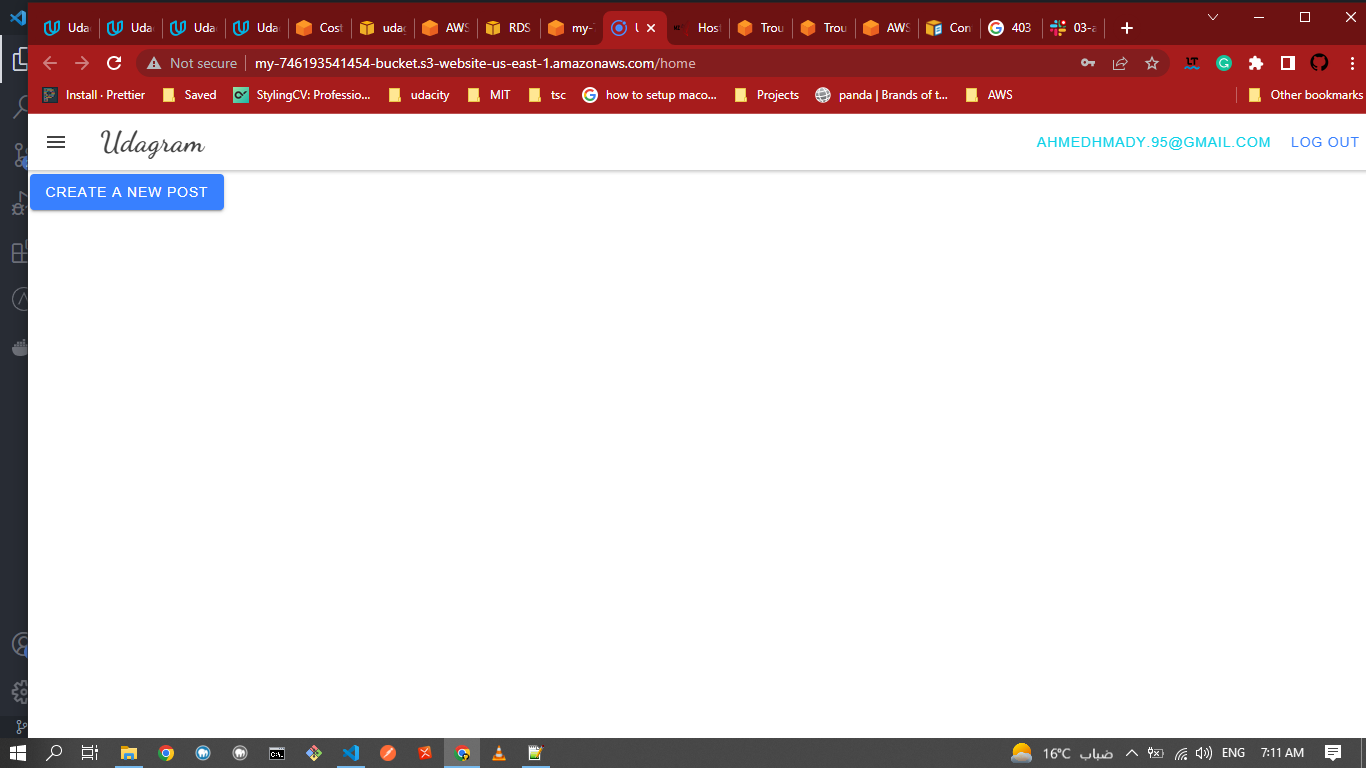 Uda Uda Uda Uda Cost udag AWS RDS my- U Host Trou Trou AWS Con 403 03-a
Not secure my-746193541454-bucket.s3-website-us-east-1.amazonaws.com/home
Install · Prettier Saved StylingCV: Professio... udacity MIT tsc how to setup maco... Projects panda | Brands of t... AWS Other bookmarks
Udagram AHMEDHMADY.95@GMAIL.COM LOG OUT
CREATE A NEW POST
16°C ضباب ENG 7:11 AM